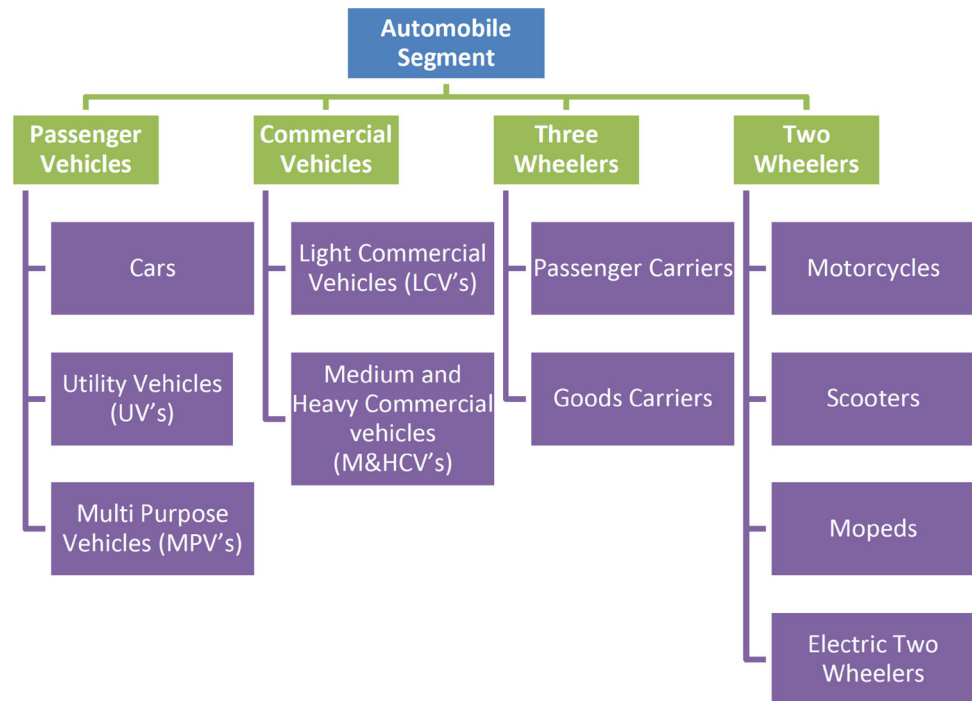 Automobile
Segment
Passenger
Vehicles
Commercial
Vehicles
Three
Wheelers
Two
Wheelers
Cars
Utility Vehicles
(UV's)
Multi Purpose
Vehicles (MPV's)
Light Commercial
Vehicles (LCV's)
Medium and
Heavy Commercial
vehicles
(M&HCV's)
Passenger Carriers
Goods Carriers
Motorcycles
Scooters
Mopeds
Electric Two
Wheelers